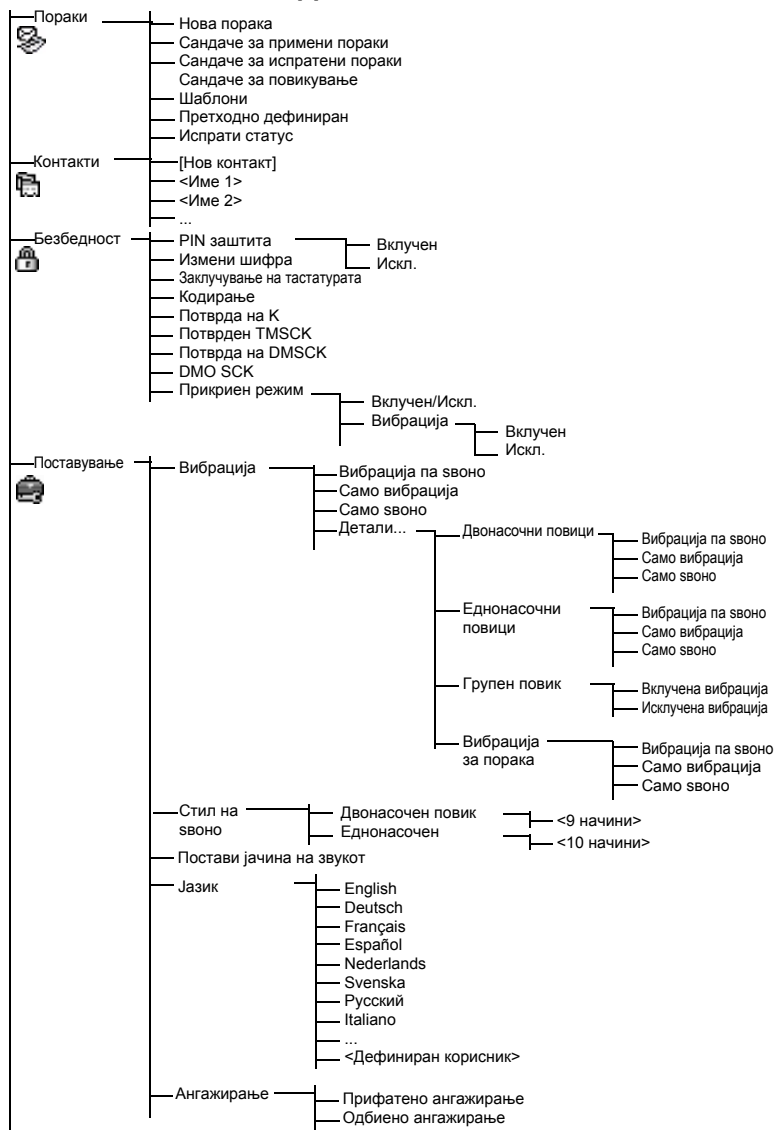 Пораки
Нова порака
Сандаче за примени пораки
Сандаче за испратени пораки
Сандаче за повикување
Шаблони
Претходно дефиниран
Испрати статус
Контакти
[Нов контакт]
<Име 1>
<Име 2>
...
Безбедност
PIN заштита
Вклучен
Искл.
Измени шифра
Заклучување на тастатурата
Кодирање
Потврда на K
Потврден TMSCK
Потврда на DMSCK
DMO SCK
Прикриен режим
Вклучен/Искл.
Вибрација
Вклучен
Искл.
Поставување
Вибрација
Вибрација па ѕвоно
Само вибрација
Само ѕвоно
Детали...
Двонасочни повици
Вибрација па ѕвоно
Само вибрација
Само ѕвоно
Еднонасочни
повици
Вибрација па ѕвоно
Само вибрација
Само ѕвоно
Групен повик
Вклучена вибрација
Исклучена вибрација
Вибрација
за порака
Вибрација па ѕвоно
Само вибрација
Само ѕвоно
Стил на
ѕвоно
Двонасочен повик
<9 начини>
Еднонасочен
<10 начини>
Постави јачина на звукот
Јазик
English
Deutsch
Français
Español
Nederlands
Svenska
Русский
Italiano
...
<Дефиниран корисник>
Ангажирање
Прифатено ангажирање
Одбиено ангажирање